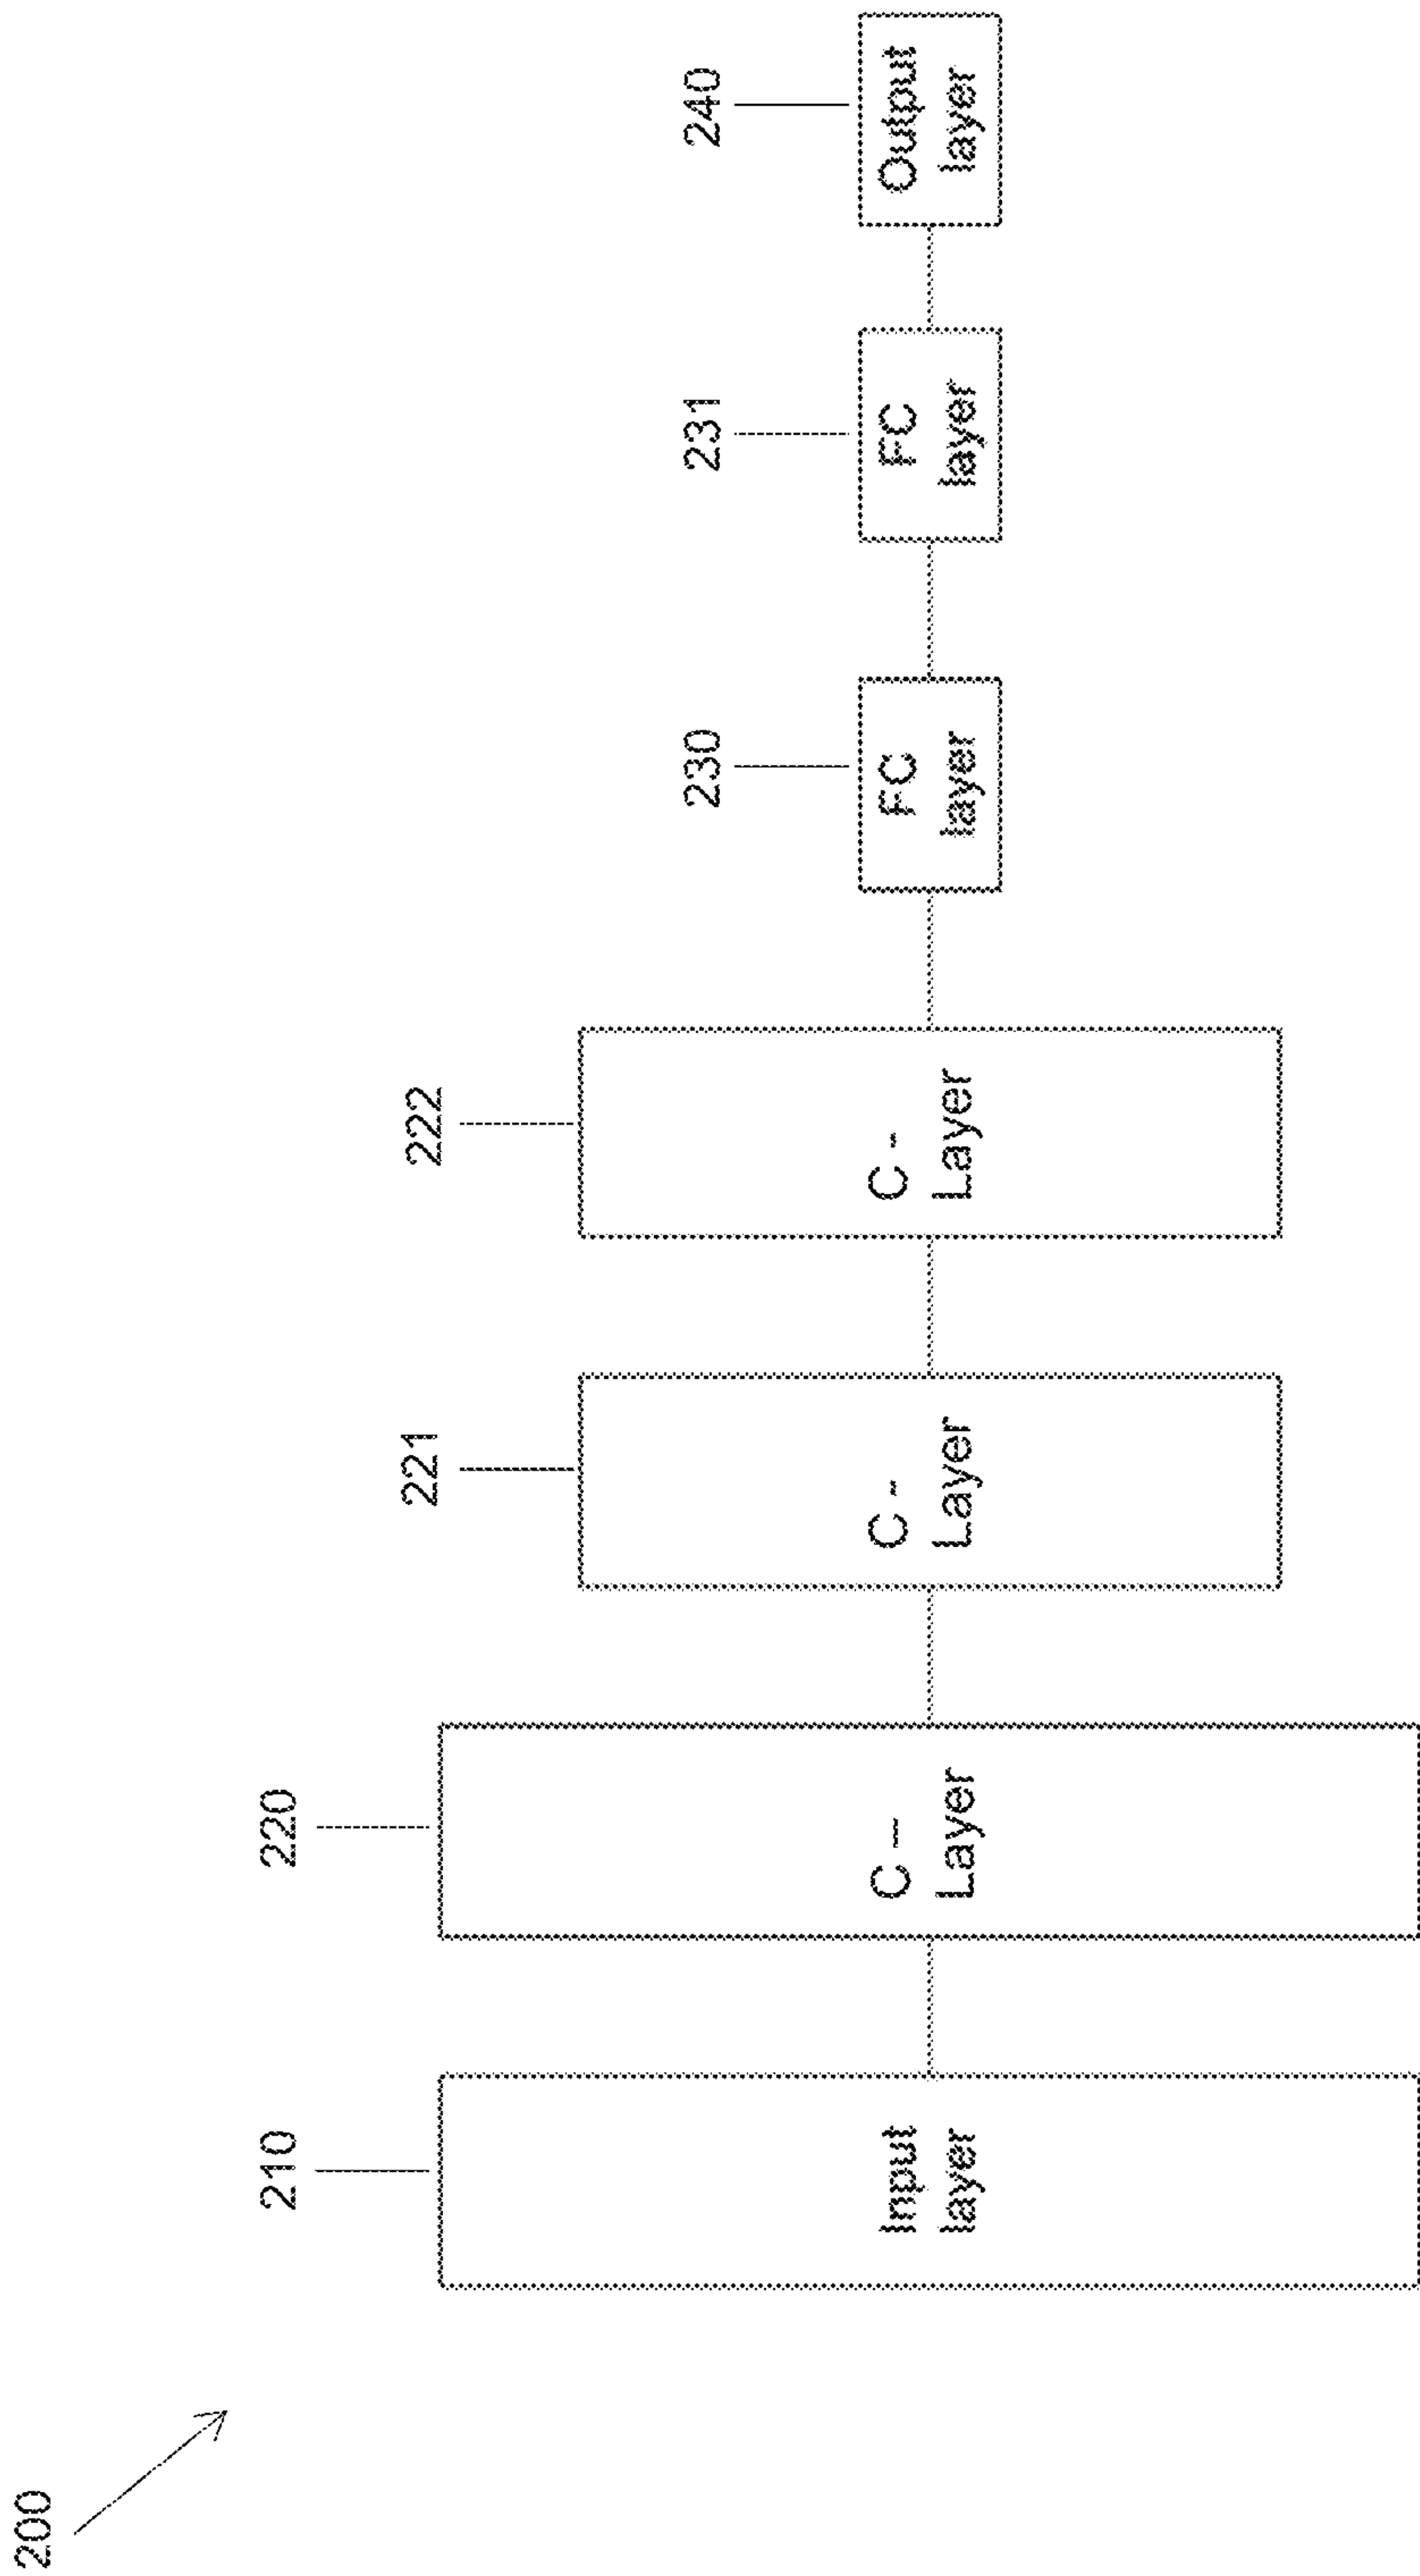 200
210
220
221
222
230
231
240
Input
layer
C –
Layer
C -
Layer
C -
Layer
FC
layer
FC
layer
Output
layer